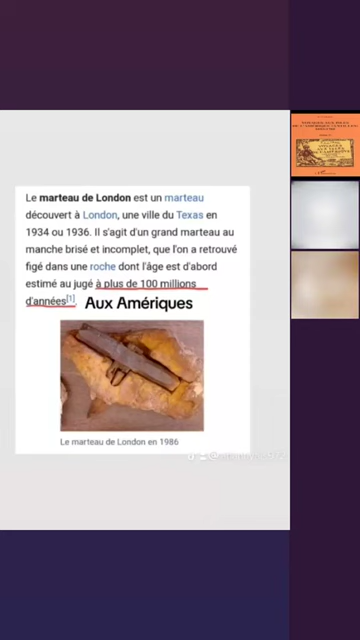 Le marteau de London est un marteau
découvert à London, une ville du Texas en
1934 ou 1936. Il s'agit d'un grand marteau au
manche brisé et incomplet, que l'on a retrouvé
figé dans une roche dont l'âge est d'abord
estimé au jugé à plus de 100 millions
d'années[1]. Aux Amériques
Le marteau de London en 1986